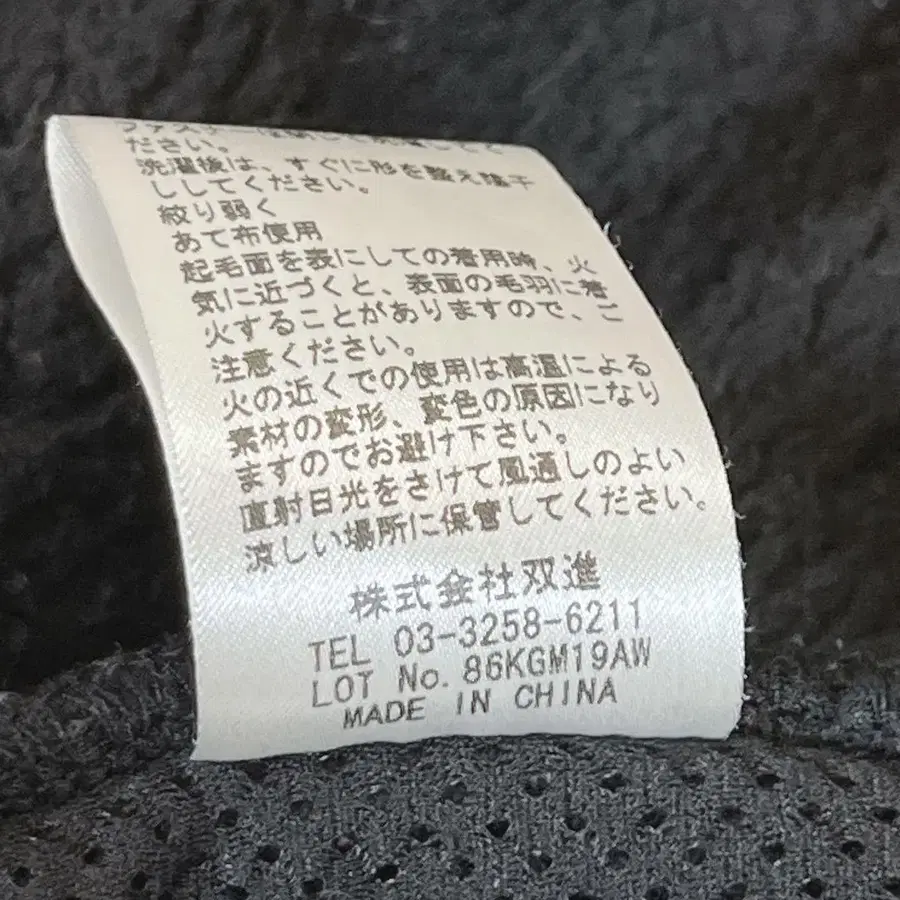 ださい。
洗濯後は、すぐに形を整え陰干
ししてください。
絞り弱く
あて布使用
起毛面を表にしての着用時、火
気に近づくと、表面の毛羽に着
火することがありますので、ご
注意ください。
火の近くでの使用は高温による
素材の変形、変色の原因になり
ますのでお避け下さい。
直射日光をさけて風通しのよい
涼しい場所に保管してください。
株式会社双進
TEL 03-3258-6211
LOT No. 86KGM19AW
MADE IN CHINA